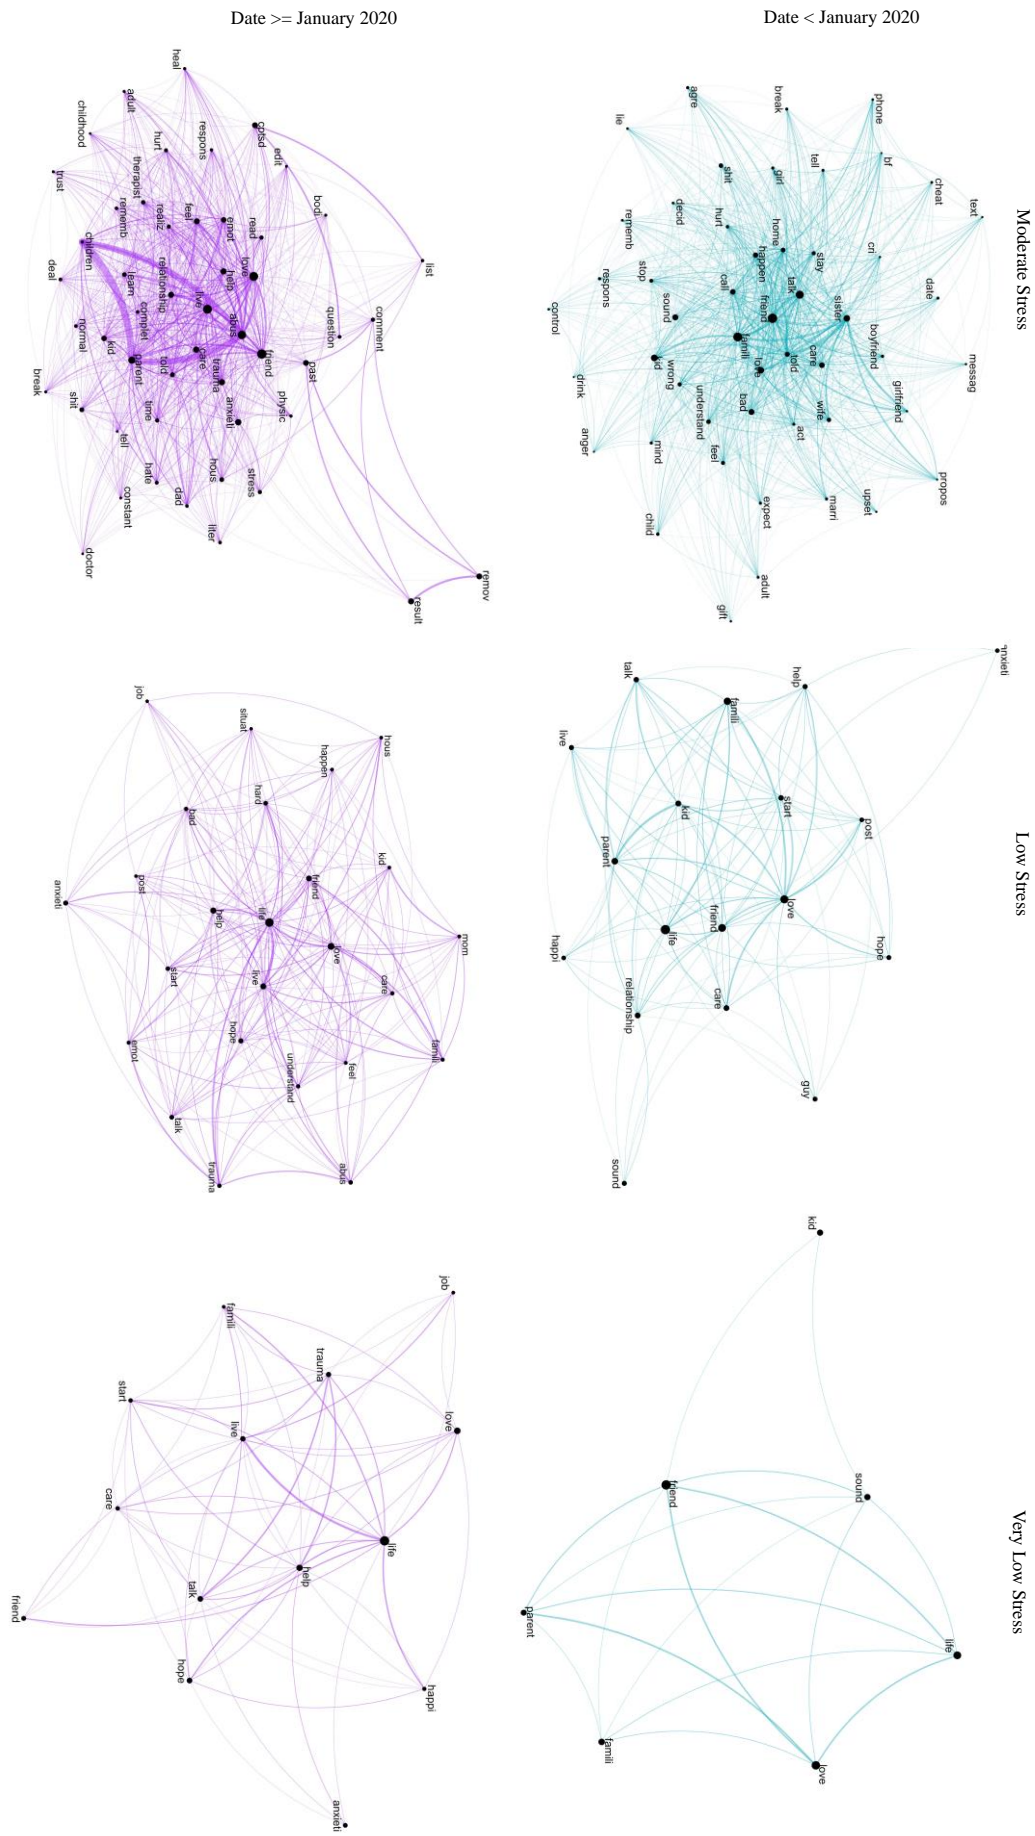 Date >= January 2020
Date < January 2020
Moderate Stress
heal
adult
childhood
trust
hurt
respons
cptsd
edit
bodi
list
therapist
rememb
realiz
feel
emot
read
love
help
children
deal
learn
relationship
live
abus
friend
question
comment
complet
normal
kid
parent
told
care
trauma
past
anxieti
physic
break
shit
tell
time
hate
dad
hous
stress
constant
liter
doctor
remov
result
agre
lie
break
phone
bf
tell
girl
shit
cheat
text
decid
rememb
hurt
home
happen
stay
cri
stop
respons
control
sound
call
talk
friend
sister
date
famili
boyfriend
messag
kid
wrong
love
told
care
drink
understand
bad
act
wife
girlfriend
anger
mind
feel
expect
marri
upset
propos
child
adult
gift
Low Stress
job
situat
hous
happen
hard
bad
kid
post
friend
anxieti
help
life
love
mom
start
live
care
hope
emot
understand
feel
famili
talk
trauma
abus
anxieti
talk
help
famili
live
start
kid
post
parent
love
life
friend
hope
happi
relationship
care
guy
sound
Very Low Stress
job
famili
trauma
start
live
love
care
life
help
talk
friend
hope
happi
anxieti
kid
friend
sound
parent
life
famili
love